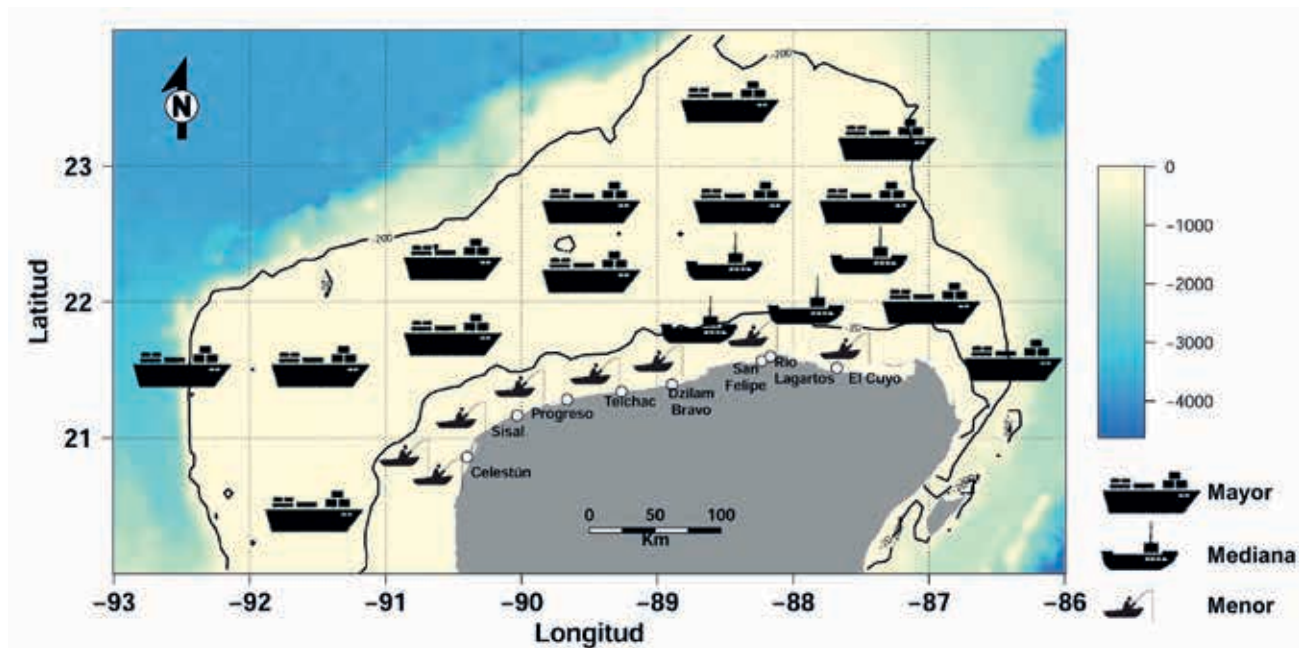 -200
N
23
22
21
Latitud
-200
-20
San
Felipe
Río
Lagartos
El Cuyo
Dzilam
Bravo
Telchac
Progreso
Sisal
Celestún
0 50 100
Km
-20
−93 −92 −91 −90 −89 −88 −87 −86
Longitud
0
−1000
−2000
−3000
−4000
Mayor
Mediana
Menor